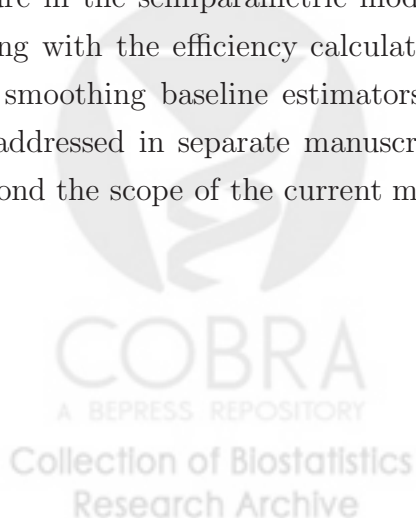 are in the semiparametric mod
ng with the efficiency calculat
smoothing baseline estimators
addressed in separate manuscr
ond the scope of the current m
COBRA
A BEPRESS REPOSITORY
Collection of Biostatistics
Research Archive